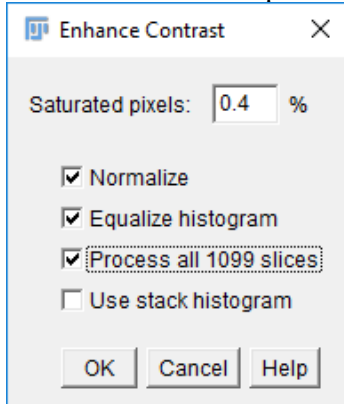 Enhance Contrast
Saturated pixels: 0.4 %
Normalize
Equalize histogram
Process all 1099 slices
Use stack histogram
OK Cancel Help